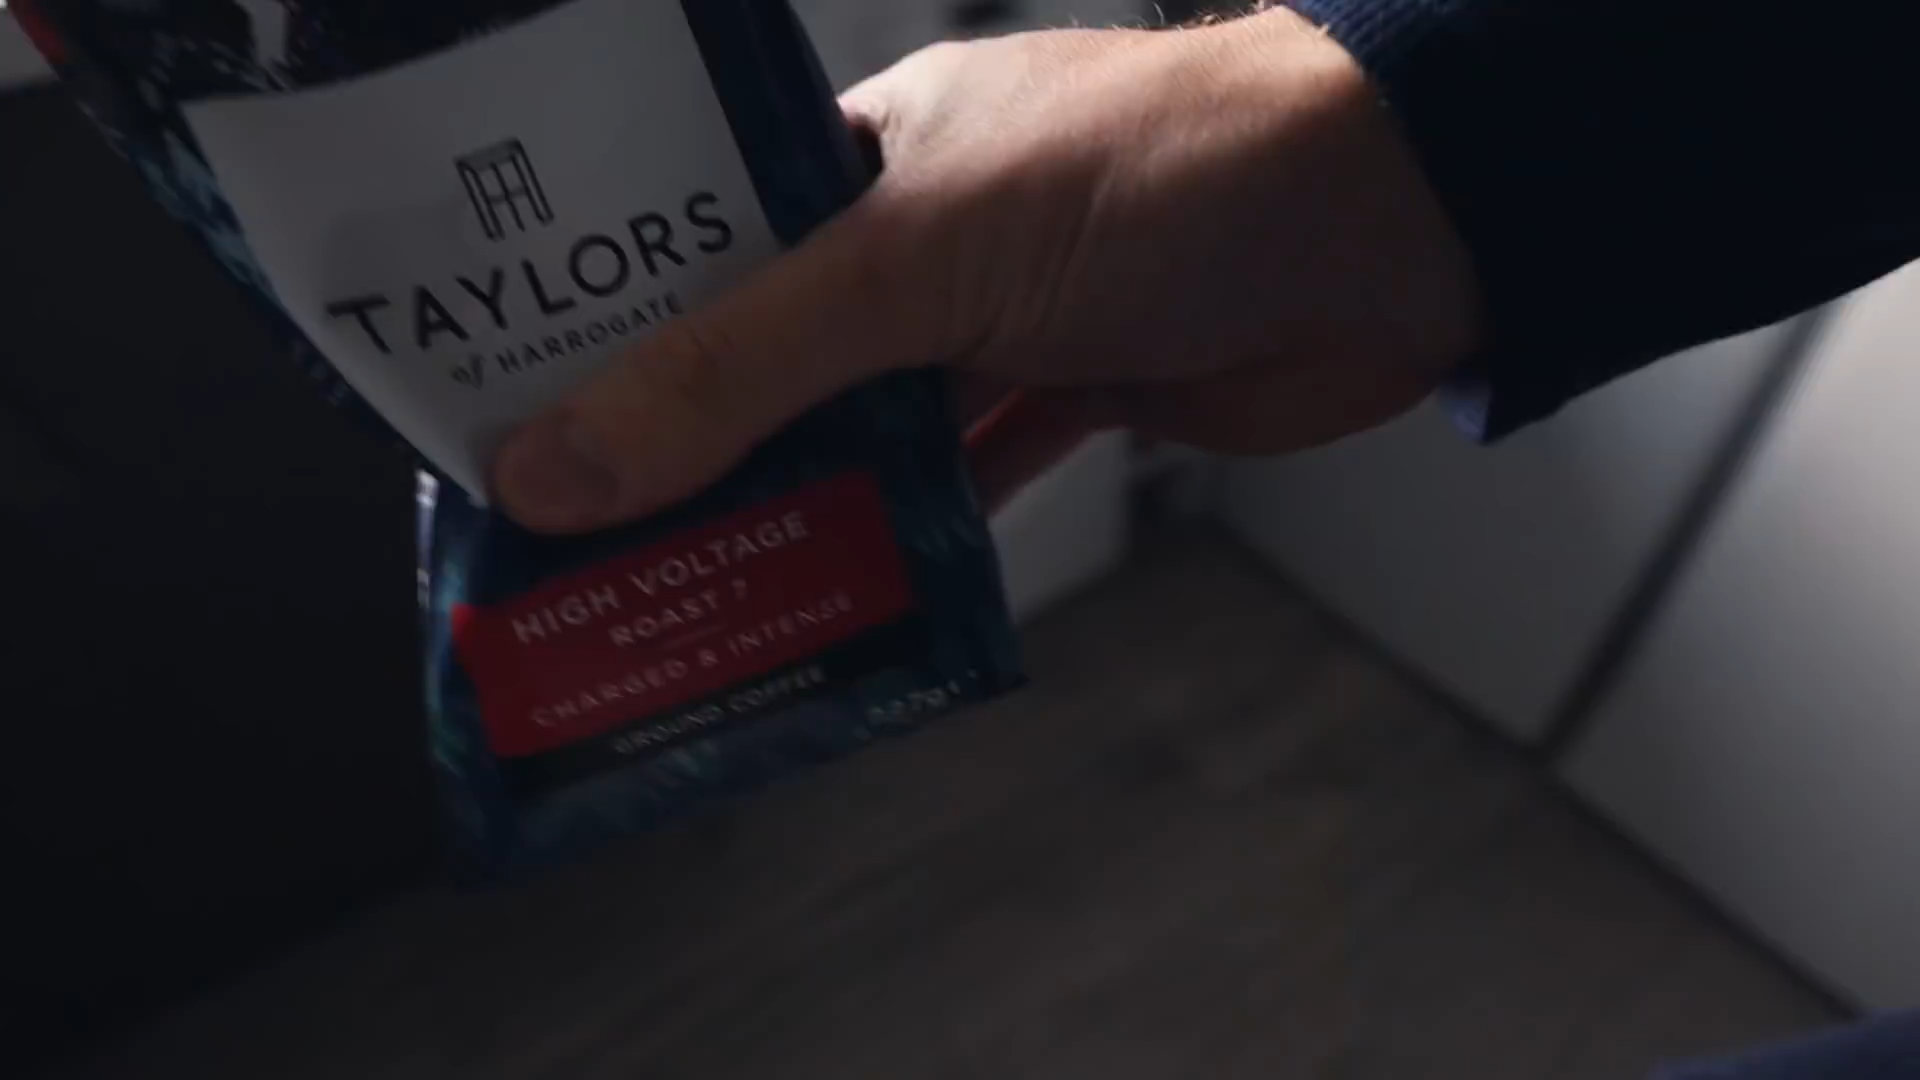 TAYLORS
of HARROGATE
HIGH VOLTAGE
ROAST 7
CHARGED & INTENSE
GROUND COFFEE